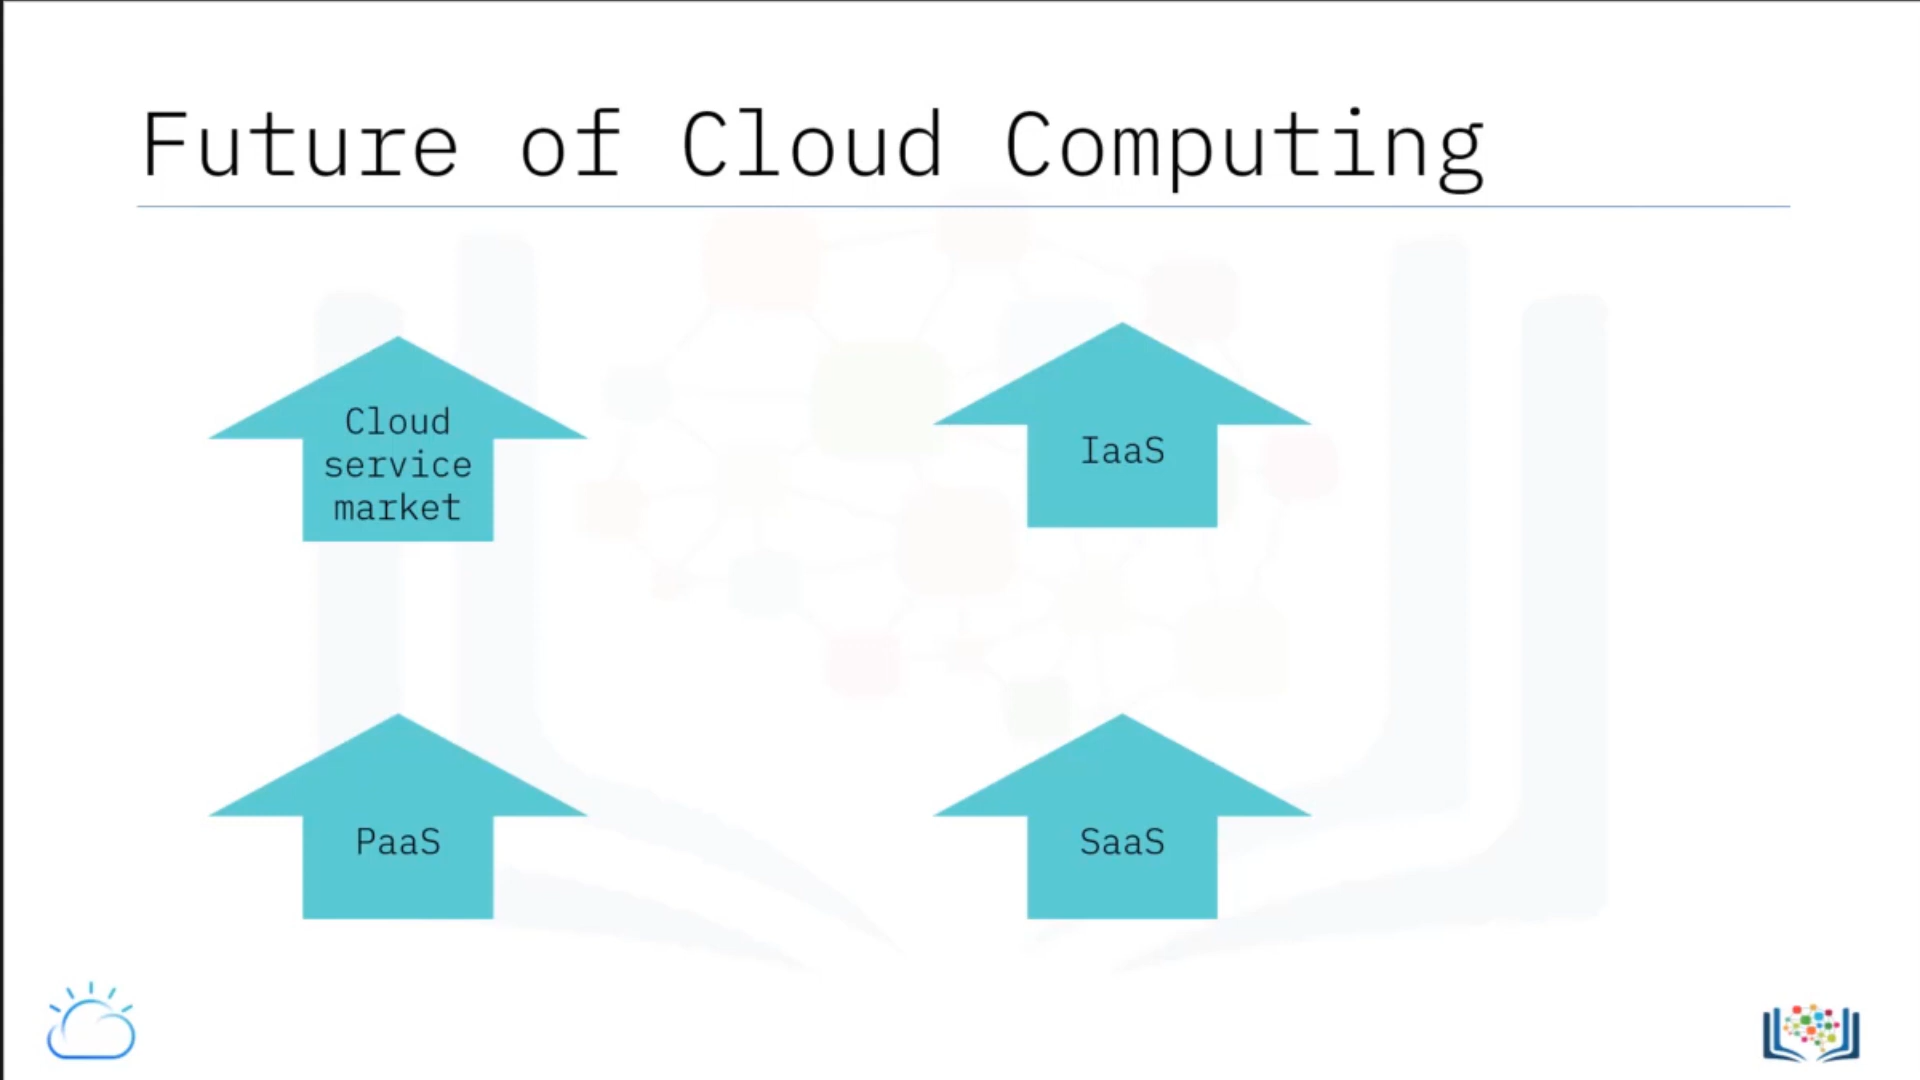 Future of Cloud Computing
Cloud
service
market
IaaS
PaaS
SaaS